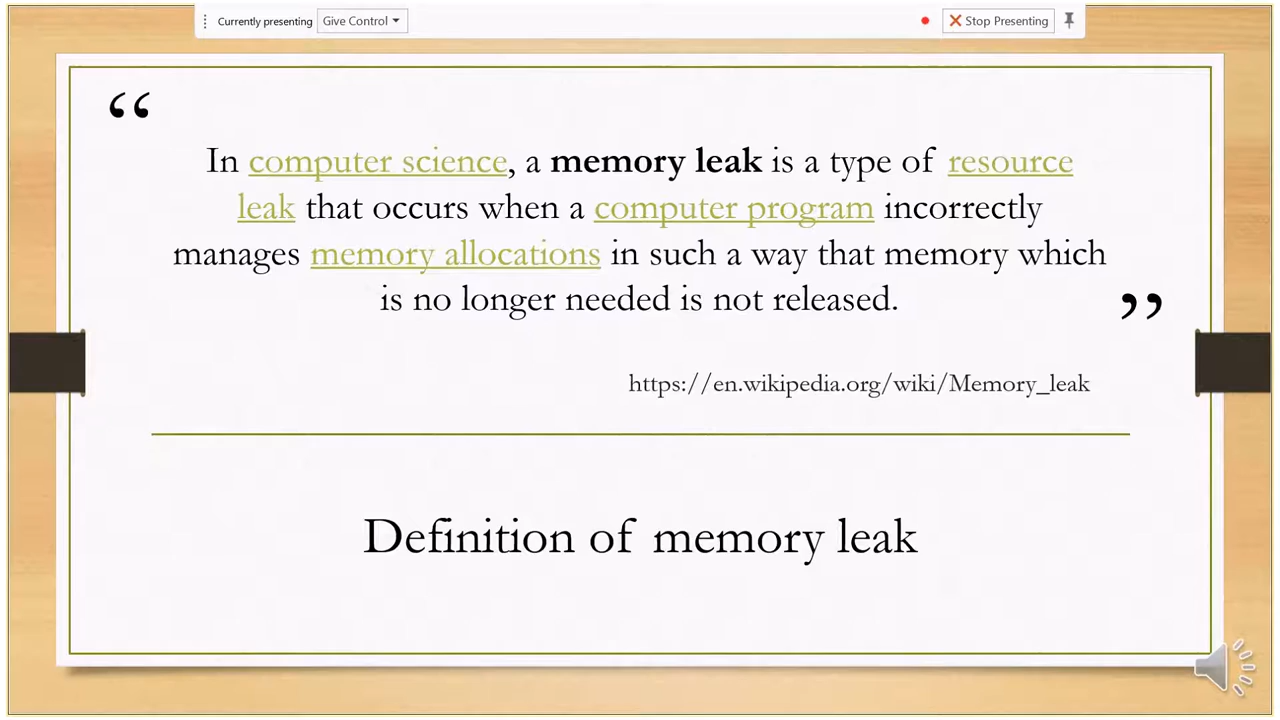 Currently presenting Give Control Stop Presenting
“
In computer science, a memory leak is a type of resource
leak that occurs when a computer program incorrectly
manages memory allocations in such a way that memory which
is no longer needed is not released.
”
https://en.wikipedia.org/wiki/Memory_leak
Definition of memory leak